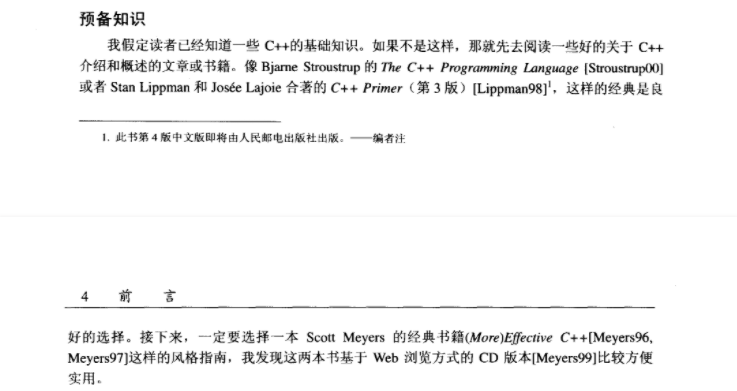 预备知识
我假定读者已经知道一些 C++的基础知识。如果不是这样，那就先去阅读一些好的关于 C++
介绍和概述的文章或书籍。像 Bjarne Stroustrup 的 The C++ Programming Language [Stroustrup00]
或者 Stan Lippman 和 Josée Lajoie 合著的 C++ Primer（第 3 版）[Lippman98]¹，这样的经典是良
1. 此书第 4 版中文版即将由人民邮电出版社出版。——编者注
4 前 言
好的选择。接下来，一定要选择一本 Scott Meyers 的经典书籍(More)Effective C++[Meyers96,
Meyers97]这样的风格指南，我发现这两本书基于 Web 浏览方式的 CD 版本[Meyers99]比较方便
实用。